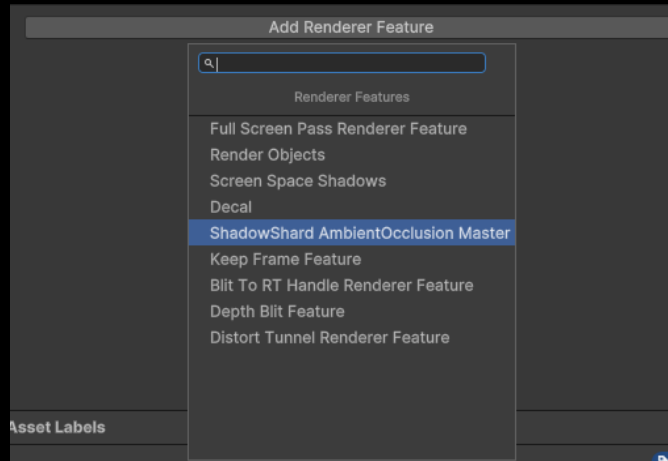 Add Renderer Feature
Renderer Features
Full Screen Pass Renderer Feature
Render Objects
Screen Space Shadows
Decal
ShadowShard AmbientOcclusion Master
Keep Frame Feature
Blit To RT Handle Renderer Feature
Depth Blit Feature
Distort Tunnel Renderer Feature
Asset Labels